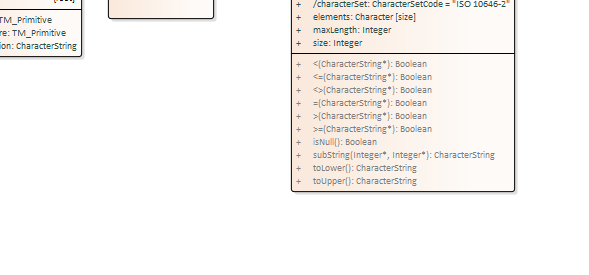 TM_Primitive
re: TM_Primitive
ion: CharacterString
+ /characterSet: CharacterSetCode = "ISO 10646-2"
+ elements: Character [size]
+ maxLength: Integer
+ size: Integer
+ <(CharacterString*): Boolean
+ <=(CharacterString*): Boolean
+ <>(CharacterString*): Boolean
+ =(CharacterString*): Boolean
+ >(CharacterString*): Boolean
+ >=(CharacterString*): Boolean
+ isNull(): Boolean
+ subString(Integer*, Integer*): CharacterString
+ toLower(): CharacterString
+ toUpper(): CharacterString